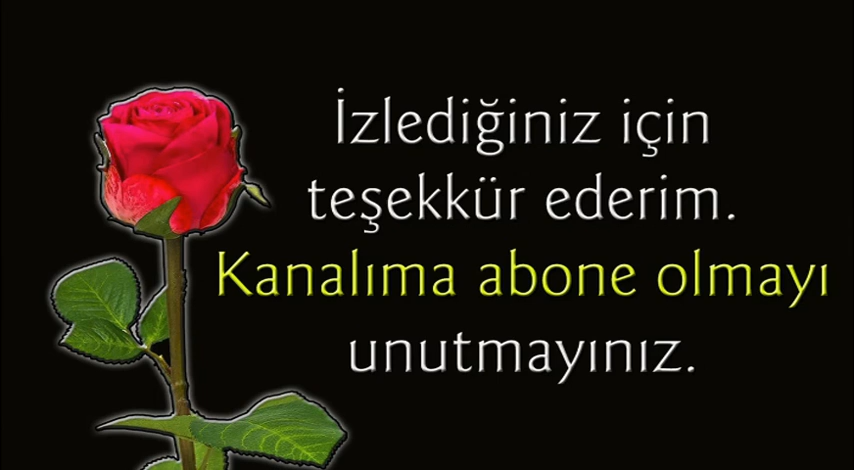 İzlediğiniz için
teşekkür ederim.
Kanalıma abone olmayı
unutmayınız.